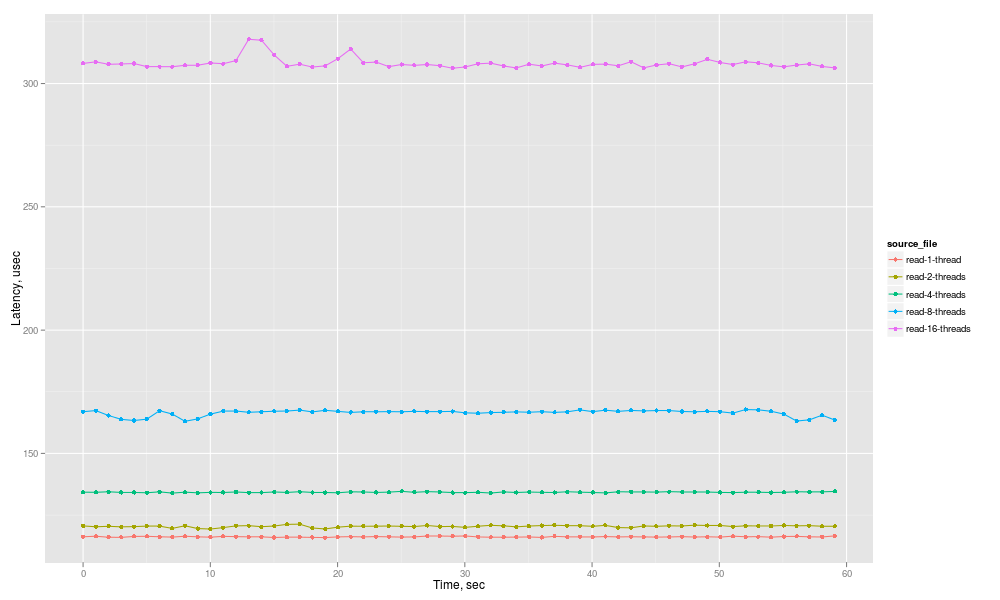 300
250
200
150
Latency, usec
0
10
20
30
40
50
60
Time, sec
source_file
read-1-thread
read-2-threads
read-4-threads
read-8-threads
read-16-threads